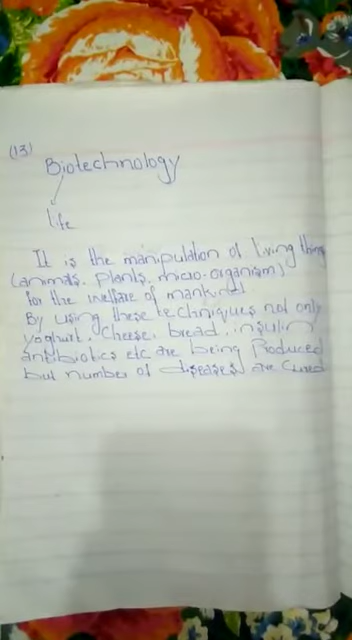 (13)
Biotechnology
life
It is the manipulation of living thing
(animals, plants, micro-organism)
for the welfare of mankind
By using these techniques not only
yoghurt, cheese, bread, insulin
antibiotics etc are being Produced
but number of diseases are Cured